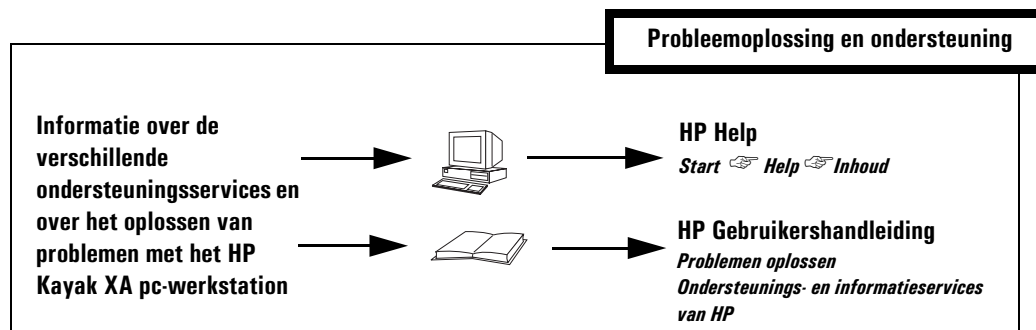 Probleemoplossing en ondersteuning
Informatie over de
verschillende
ondersteuningsservices en
over het oplossen van
problemen met het HP
Kayak XA pc-werkstation
HP Help
Start ☞ Help ☞ Inhoud
HP Gebruikershandleiding
Problemen oplossen
Ondersteunings- en informatieservices
van HP